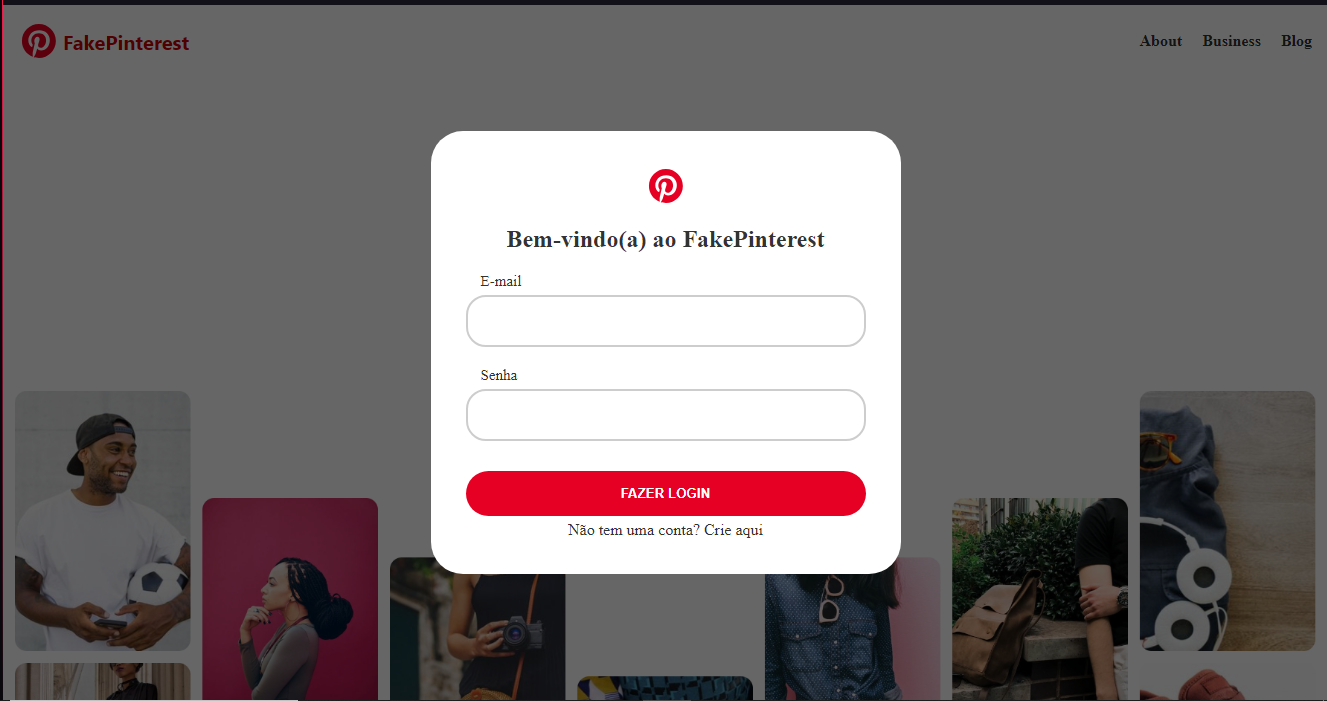 FakePinterest
About Business Blog
Bem-vindo(a) ao FakePinterest
E-mail
Senha
FAZER LOGIN
Não tem uma conta? Crie aqui